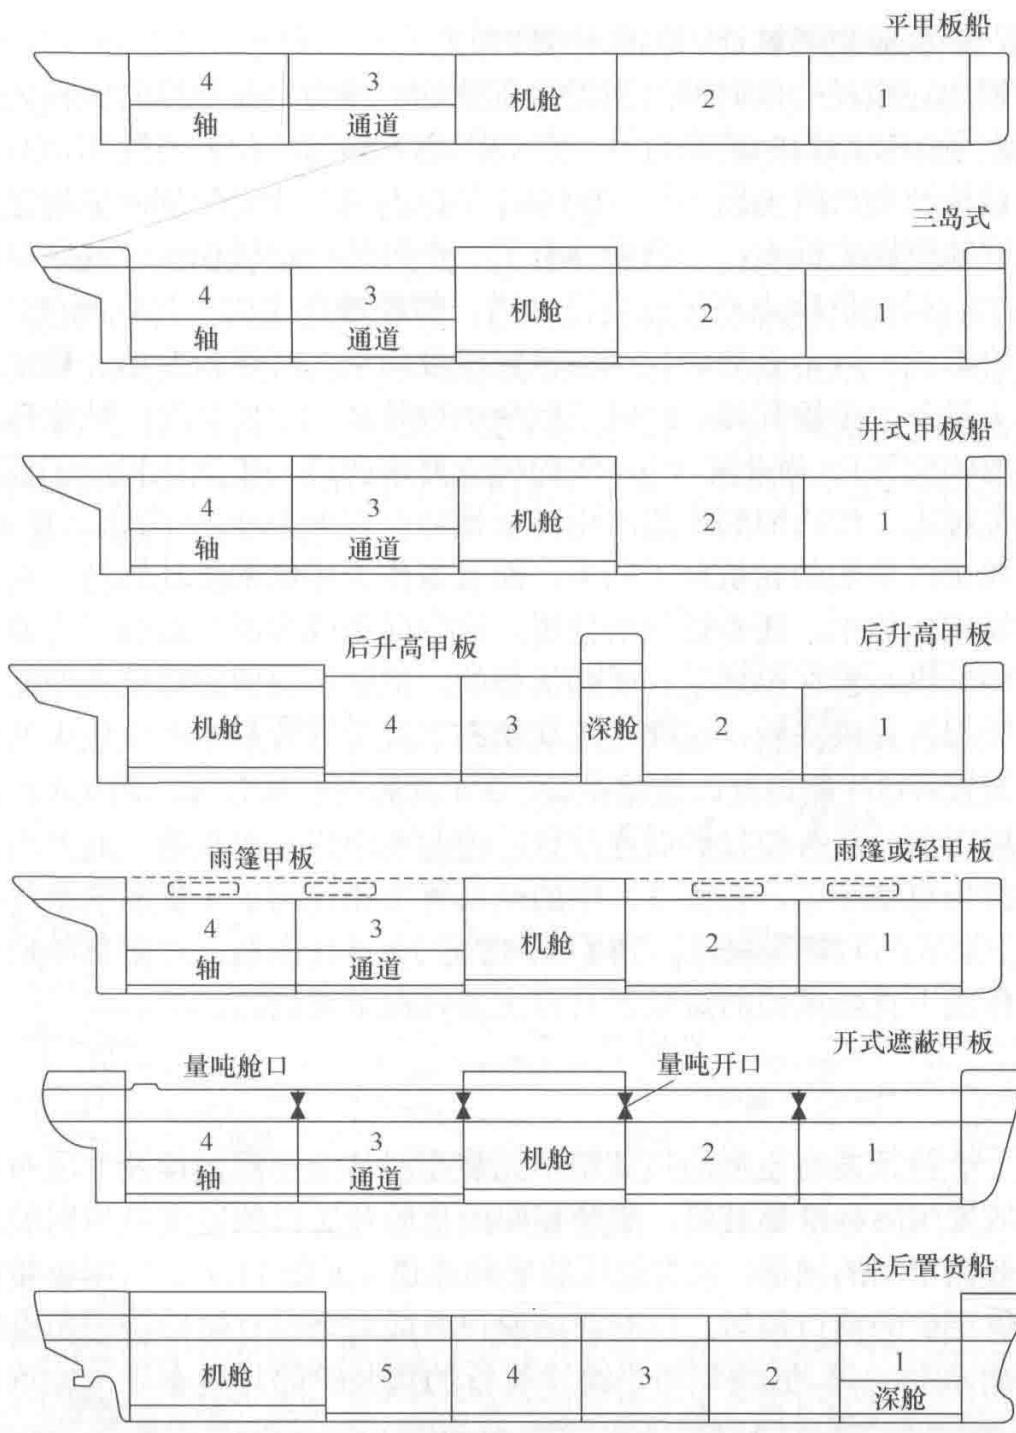 平甲板船
4 3 机舱 2 1
轴 通道
三岛式
4 3 机舱 2 1
轴 通道
井式甲板船
4 3 机舱 2 1
轴 通道
后升高甲板 后升高甲板
机舱 4 3 深舱 2 1
雨篷甲板 雨篷或轻甲板
4 3 机舱 2 1
轴 通道
开式遮蔽甲板
量吨舱口 量吨开口
4 3 机舱 2 1
轴 通道
全后置货船
机舱 5 4 3 2 1
深舱